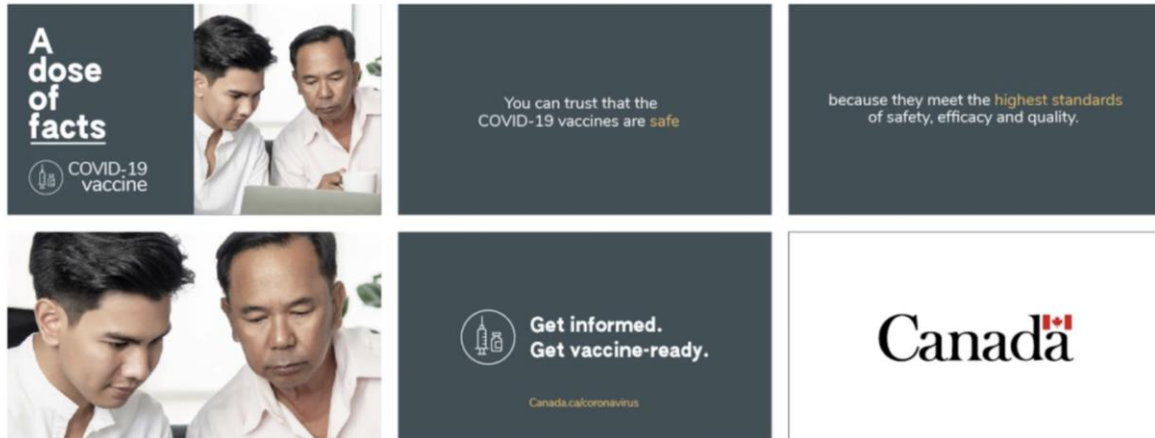 A
dose
of
facts
COVID-19
vaccine
You can trust that the
COVID-19 vaccines are safe
because they meet the highest standards
of safety, efficacy and quality.
Get informed.
Get vaccine-ready.
Canada.ca/coronavirus
Canada